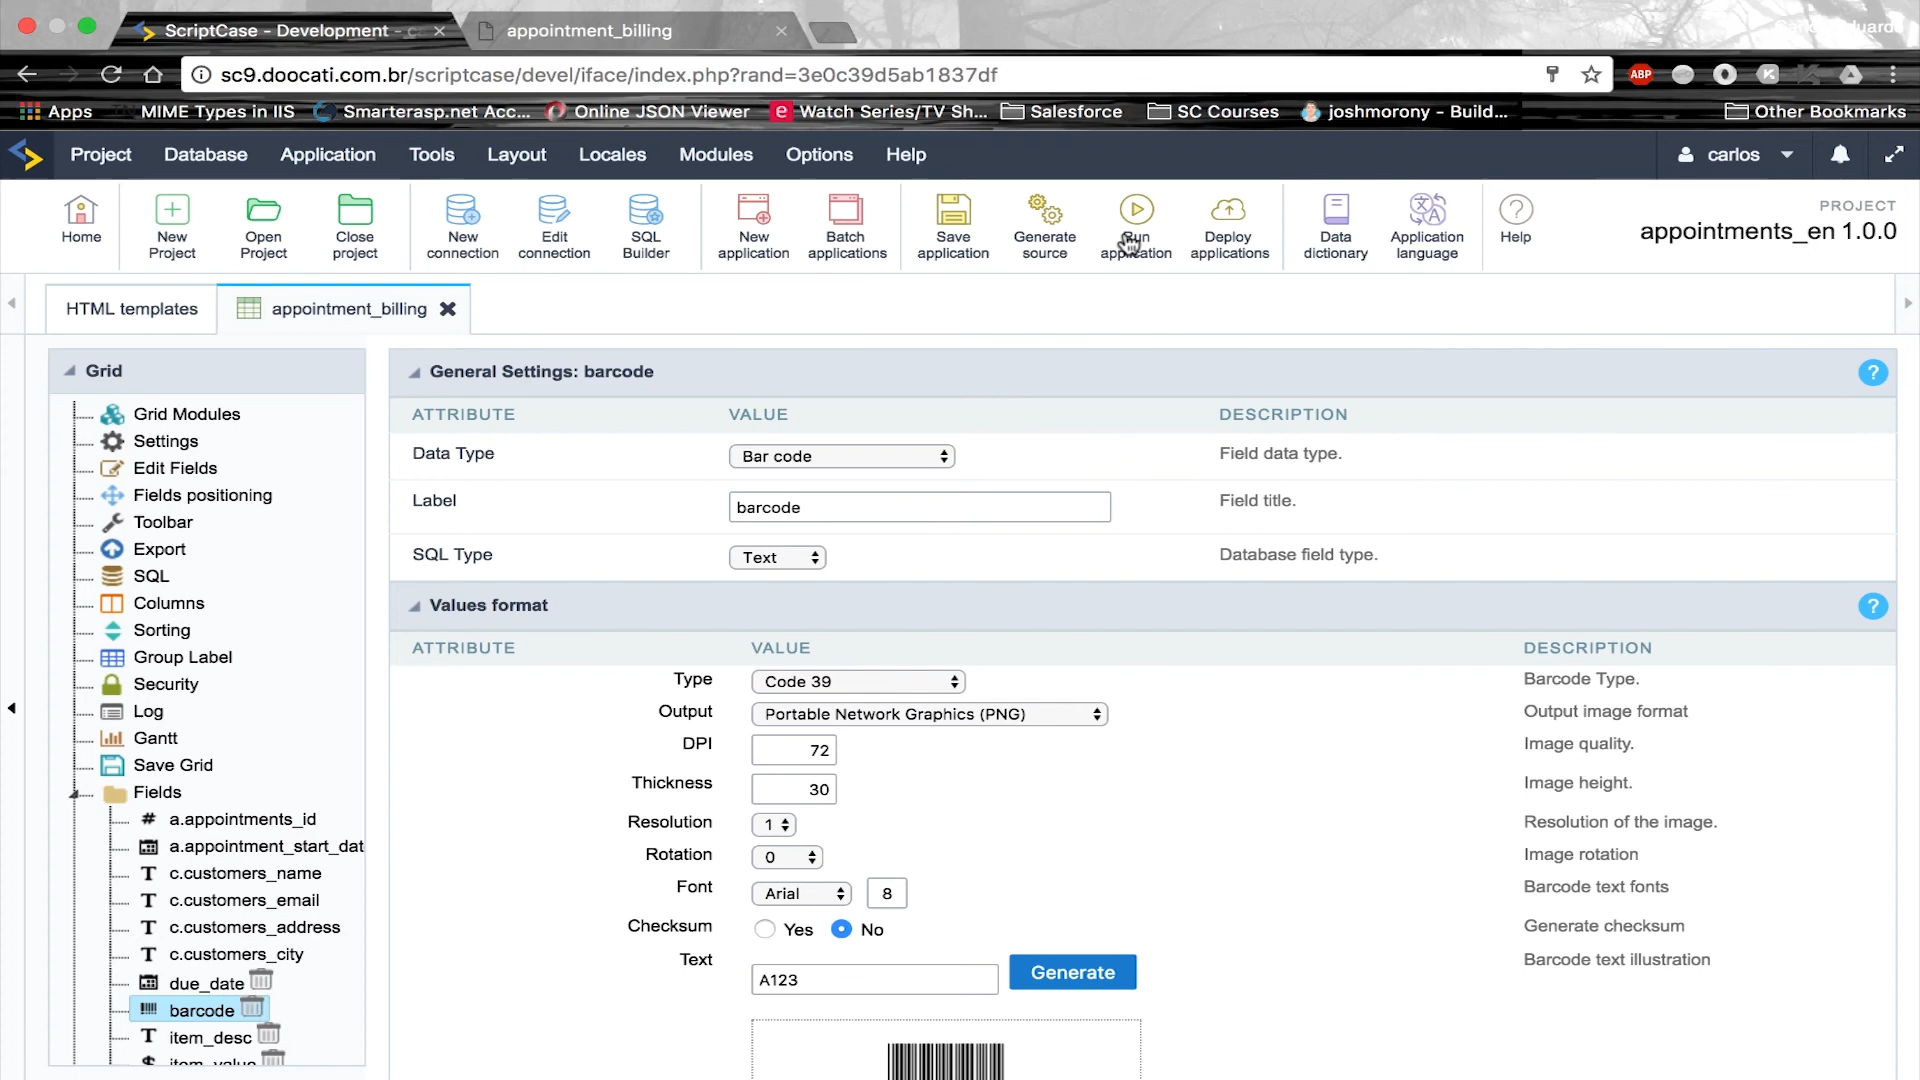 ScriptCase - Development - c
appointment_billing
sc9.doocati.com.br/scriptcase/devel/iface/index.php?rand=3e0c39d5ab1837df
ABP
Apps
MIME Types in IIS
Smarterasp.net Acc...
Online JSON Viewer
Watch Series/TV Sh...
Salesforce
SC Courses
joshmorony - Build...
Other Bookmarks
Project
Database
Application
Tools
Layout
Locales
Modules
Options
Help
carlos
Home
New Project
Open Project
Close project
New connection
Edit connection
SQL Builder
New application
Batch applications
Save application
Generate source
Run application
Deploy applications
Data dictionary
Application language
Help
PROJECT
appointments_en 1.0.0
HTML templates
appointment_billing
Grid
Grid Modules
Settings
Edit Fields
Fields positioning
Toolbar
Export
SQL
Columns
Sorting
Group Label
Security
Log
Gantt
Save Grid
Fields
a.appointments_id
a.appointment_start_dat
c.customers_name
c.customers_email
c.customers_address
c.customers_city
due_date
barcode
item_desc
item_value
General Settings: barcode
ATTRIBUTE VALUE DESCRIPTION
Data Type Bar code Field data type.
Label barcode Field title.
SQL Type Text Database field type.
Values format
ATTRIBUTE VALUE DESCRIPTION
Type Code 39 Barcode Type.
Output Portable Network Graphics (PNG) Output image format
DPI 72 Image quality.
Thickness 30 Image height.
Resolution 1 Resolution of the image.
Rotation 0 Image rotation
Font Arial 8 Barcode text fonts
Checksum Yes No Generate checksum
Text A123 Generate Barcode text illustration